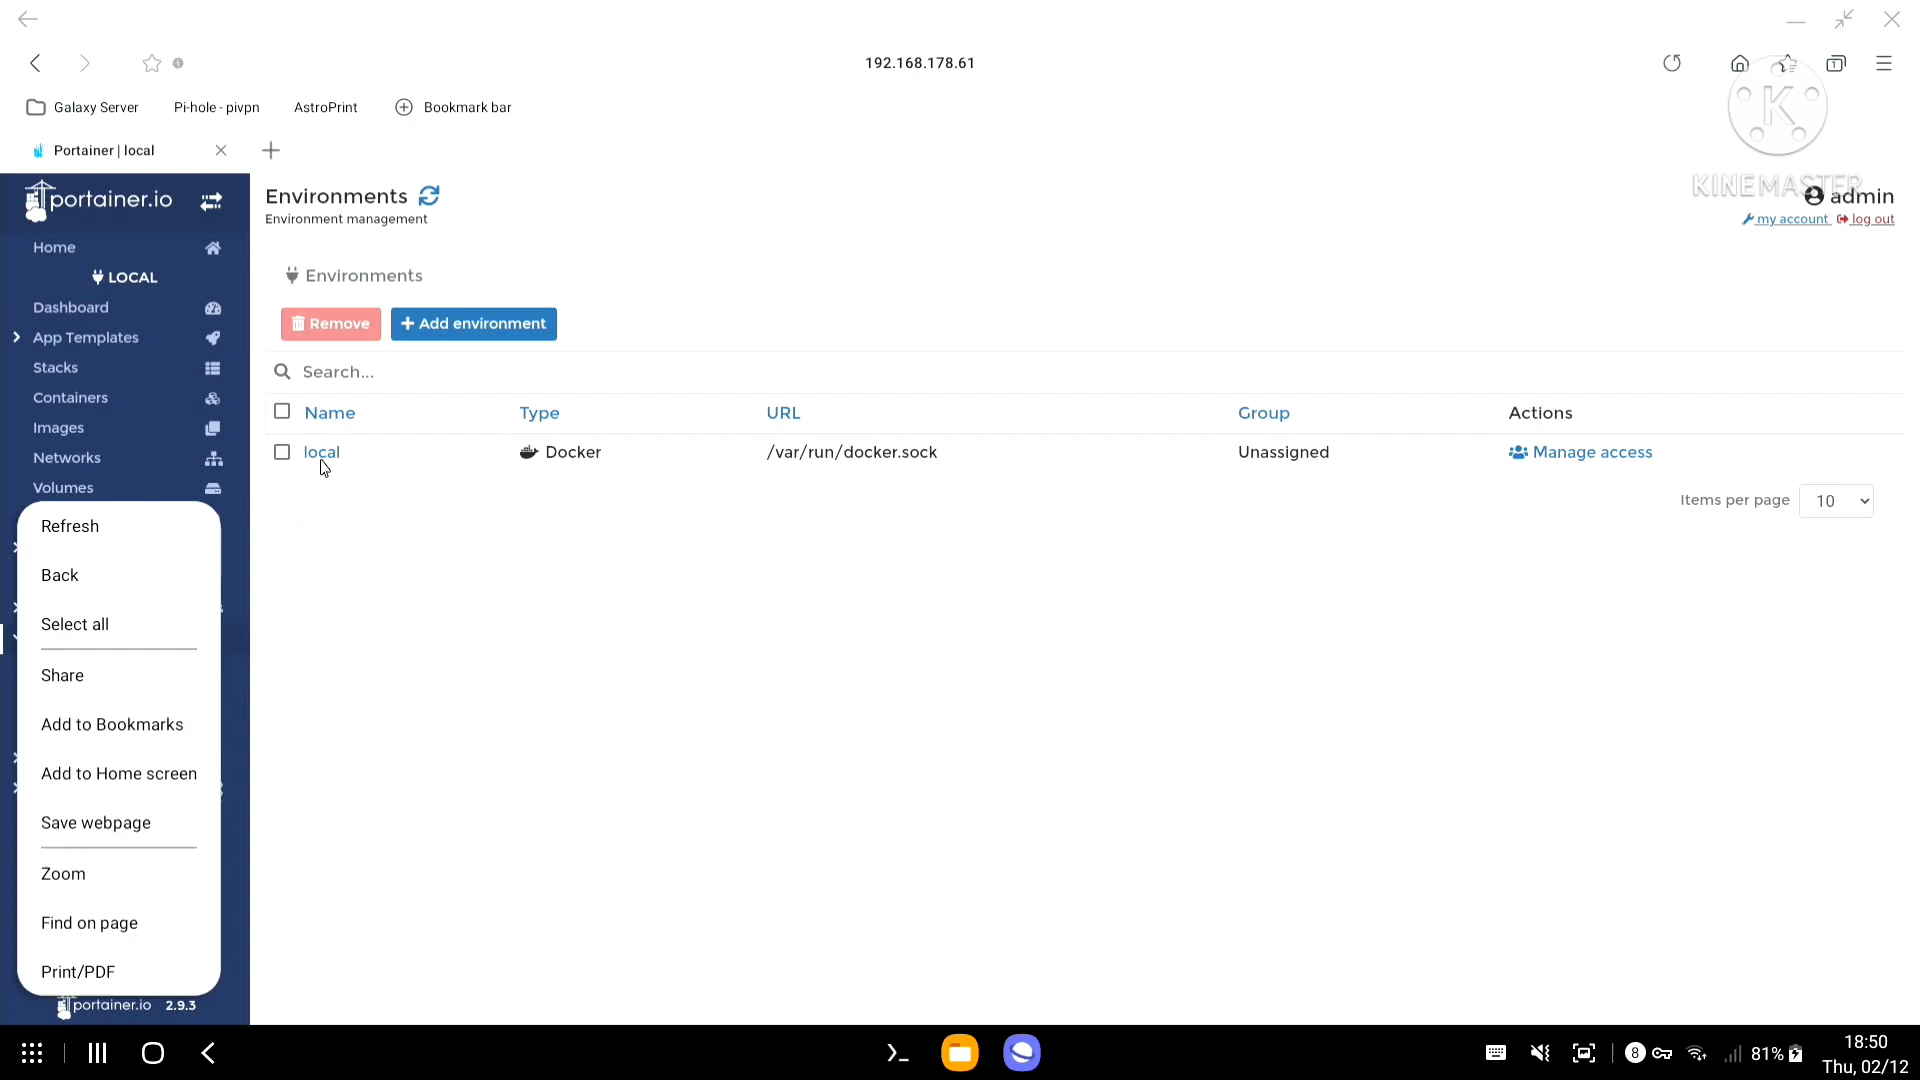 192.168.178.61
1
Galaxy Server
Pi-hole - pivpn
AstroPrint
Bookmark bar
K
Portainer | local
KINEMASTER
portainer.io
Environments
Environment management
admin
my account
log out
Home
LOCAL
Dashboard
App Templates
Stacks
Containers
Images
Networks
Volumes
Environments
Remove
Add environment
Search...
Name
Type
URL
Group
Actions
local
Docker
/var/run/docker.sock
Unassigned
Manage access
Items per page
10
Refresh
Back
Select all
Share
Add to Bookmarks
Add to Home screen
Save webpage
Zoom
Find on page
Print/PDF
portainer.io 2.9.3
8
81%
18:50
Thu, 02/12